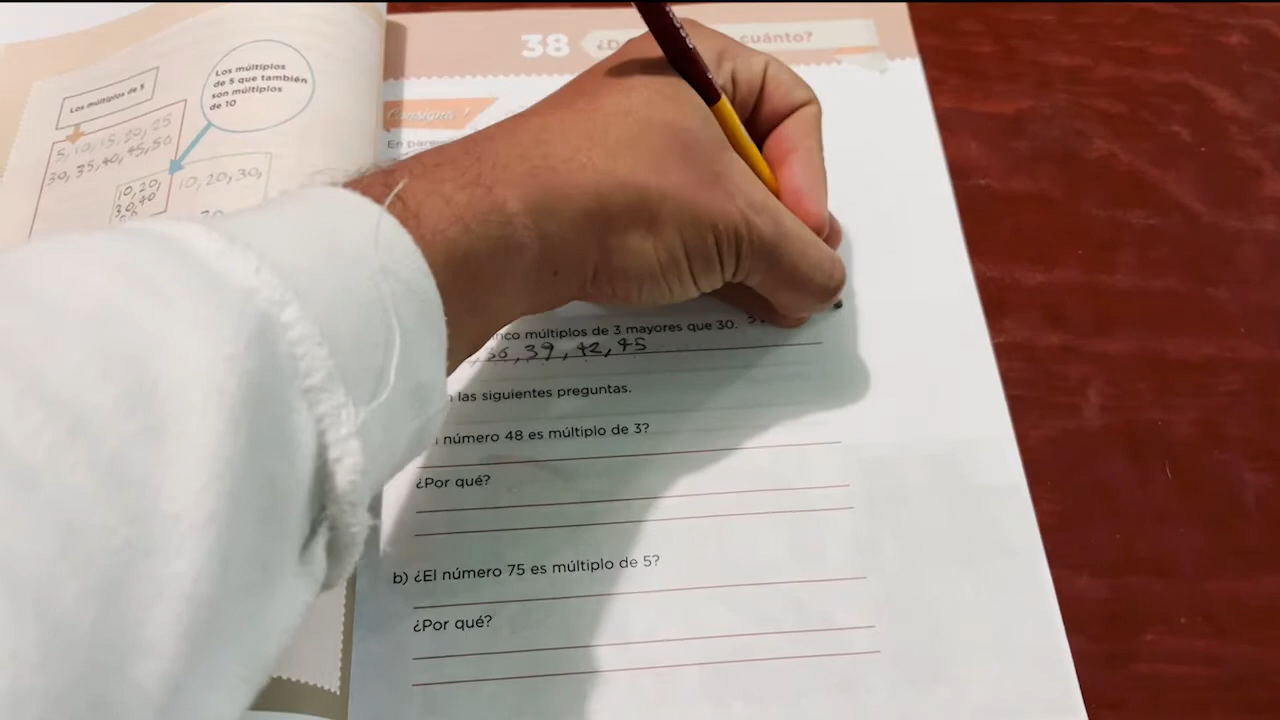 Los múltiplos de 5
5, 10, 15, 20, 25
30, 35, 40, 45, 50
Los múltiplos
de 5 que también
son múltiplos
de 10
10, 20,
30, 40
10, 20, 30,
38
cuánto?
Consigna 1
En
múltiplos de 3 mayores que 30.
36, 39, 42, 45
las siguientes preguntas.
número 48 es múltiplo de 3?
¿Por qué?
b) ¿El número 75 es múltiplo de 5?
¿Por qué?